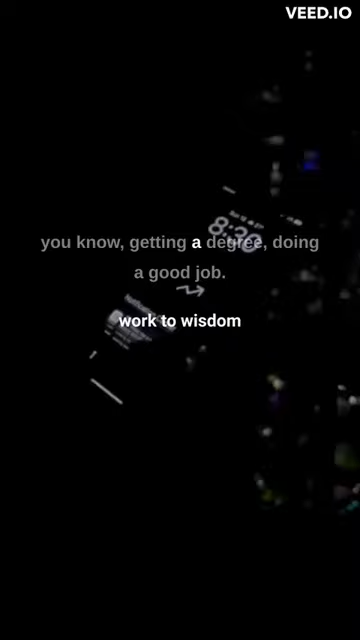 VEED.IO
you know, getting a degree, doing
a good job.
8:30
work to wisdom